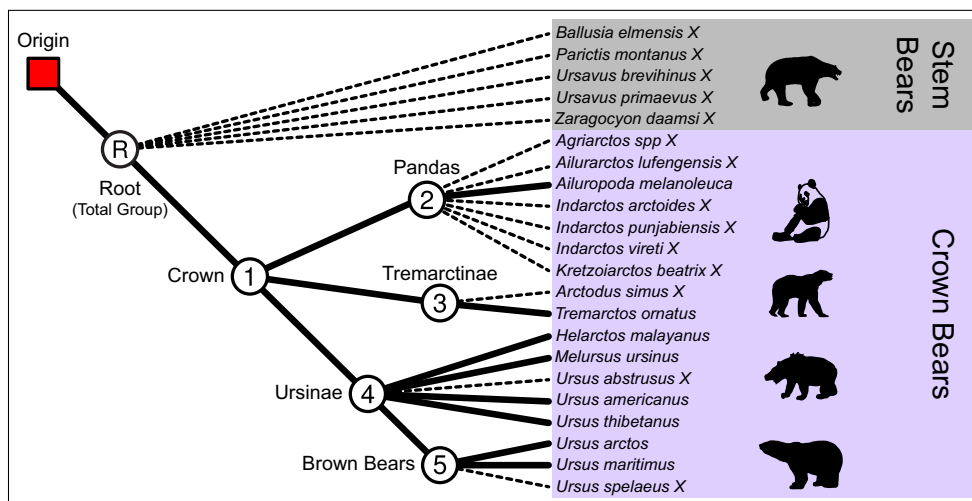 Origin
R
Root
(Total Group)
Crown
1
Pandas
2
Tremarctinae
3
Ursinae
4
Brown Bears
5
Ballusia elmensis X
Parictis montanus X
Ursavus brevihinus X
Ursavus primaevus X
Zaragocyon daamsi X
Agriarctos spp X
Ailurarctos lufengensis X
Ailuropoda melanoleuca
Indarctos arctoides X
Indarctos punjabiensis X
Indarctos vireti X
Kretzoiarctos beatrix X
Arctodus simus X
Tremarctos ornatus
Helarctos malayanus
Melursus ursinus
Ursus abstrusus X
Ursus americanus
Ursus thibetanus
Ursus arctos
Ursus maritimus
Ursus spelaeus X
Stem
Bears
Crown Bears